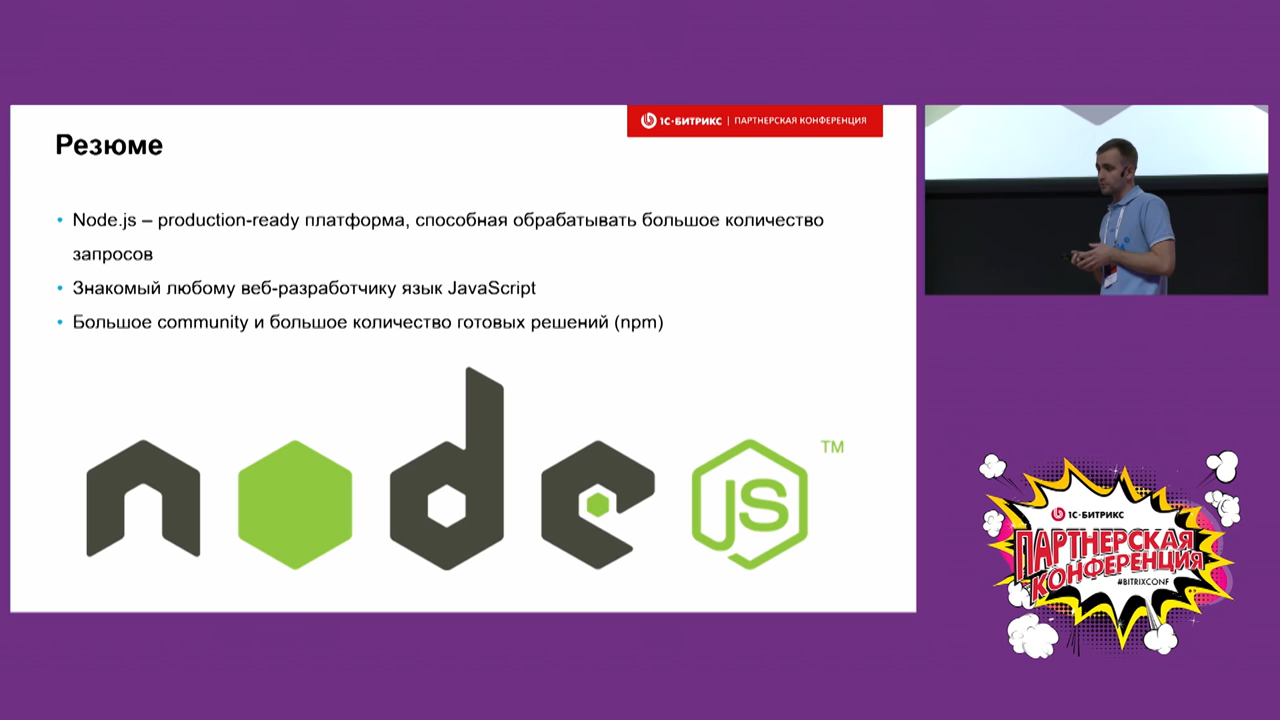 1С-БИТРИКС | ПАРТНЕРСКАЯ КОНФЕРЕНЦИЯ
Резюме
• Node.js – production-ready платформа, способная обрабатывать большое количество
запросов
• Знакомый любому веб-разработчику язык JavaScript
• Большое community и большое количество готовых решений (npm)
node JS TM
1С-БИТРИКС
ПАРТНЕРСКАЯ
КОНФЕРЕНЦИЯ
#BITRIXCONF